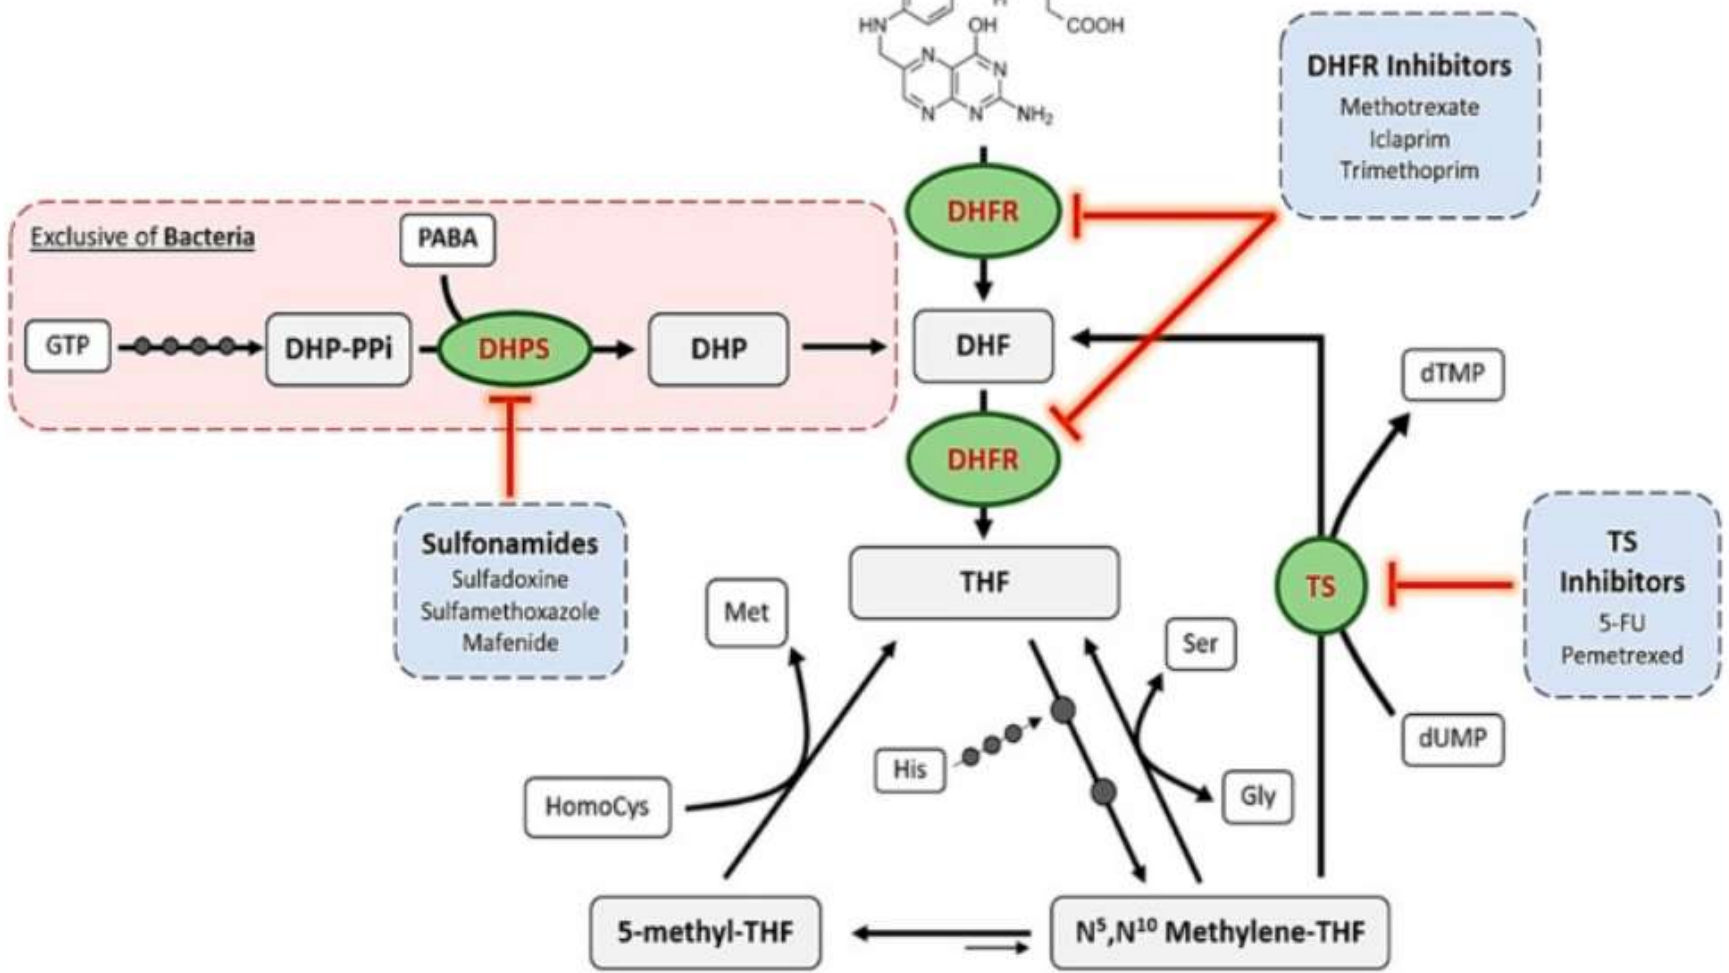 HN
H
OH
COOH
N
N
N
N
NH₂
DHFR Inhibitors
Methotrexate
Iclaprim
Trimethoprim
DHFR
Exclusive of Bacteria
PABA
GTP
DHP-PPi
DHPS
DHP
DHF
dTMP
DHFR
Sulfonamides
Sulfadoxine
Sulfamethoxazole
Mafenide
THF
TS
TS
Inhibitors
5-FU
Pemetrexed
Met
Ser
His
dUMP
HomoCys
Gly
5-methyl-THF
N⁵,N¹⁰ Methylene-THF